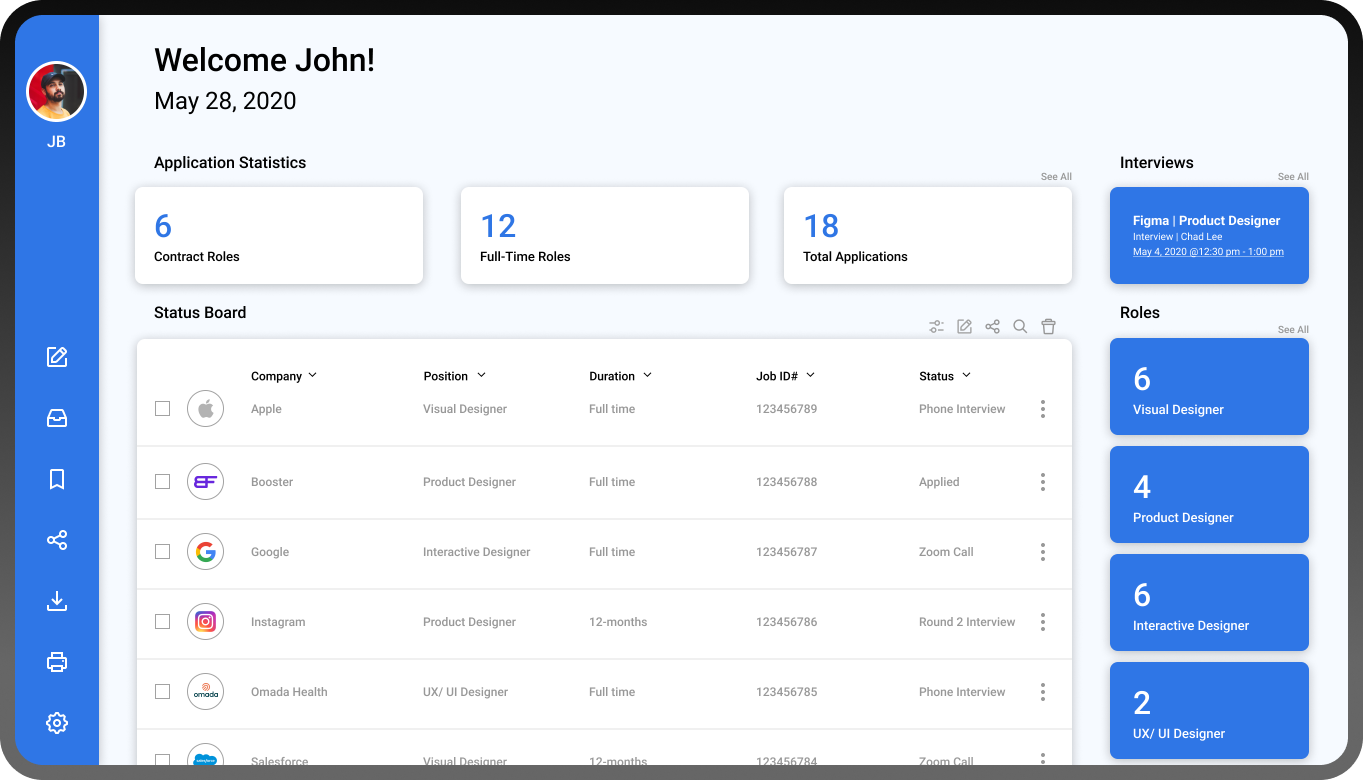 Welcome John!
May 28, 2020
JB
Application Statistics
See All
6
Contract Roles
12
Full-Time Roles
18
Total Applications
Interviews
See All
Figma | Product Designer
Interview | Chad Lee
May 4, 2020 @12:30 pm - 1:00 pm
Status Board
Company Position Duration Job ID# Status
Apple Visual Designer Full time 123456789 Phone Interview
Booster Product Designer Full time 123456788 Applied
Google Interactive Designer Full time 123456787 Zoom Call
Instagram Product Designer 12-months 123456786 Round 2 Interview
omada Omada Health UX/ UI Designer Full time 123456785 Phone Interview
salesforce Salesforce Visual Designer 12-months 123456784 Zoom Call
Roles
See All
6
Visual Designer
4
Product Designer
6
Interactive Designer
2
UX/ UI Designer